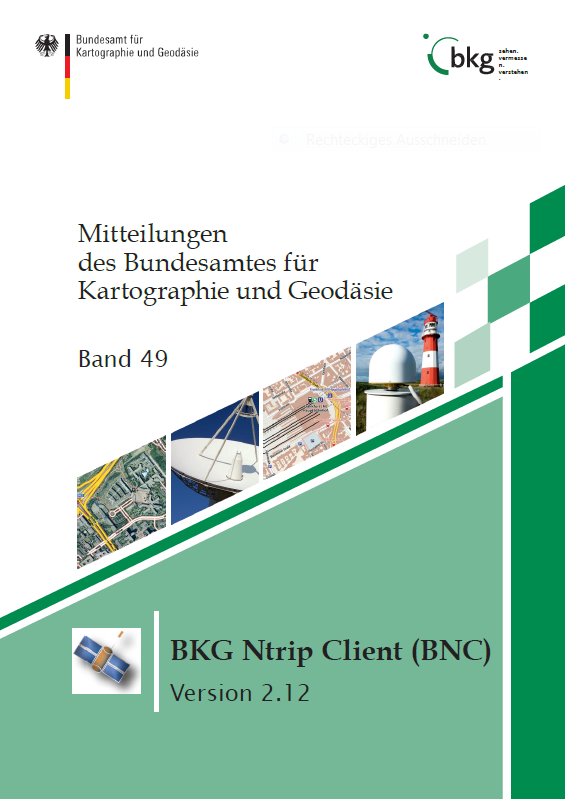 Bundesamt für
Kartographie und Geodäsie
bkg
sehen.
vermesse
n.
verstehen
.
© Rechteckiges Ausschneiden
Mitteilungen
des Bundesamtes für
Kartographie und Geodäsie
Band 49
BKG Ntrip Client (BNC)
Version 2.12